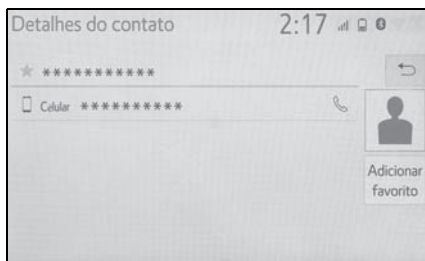 Detalhes do contato 2:17
***********
Celular **********
Adicionar
favorito